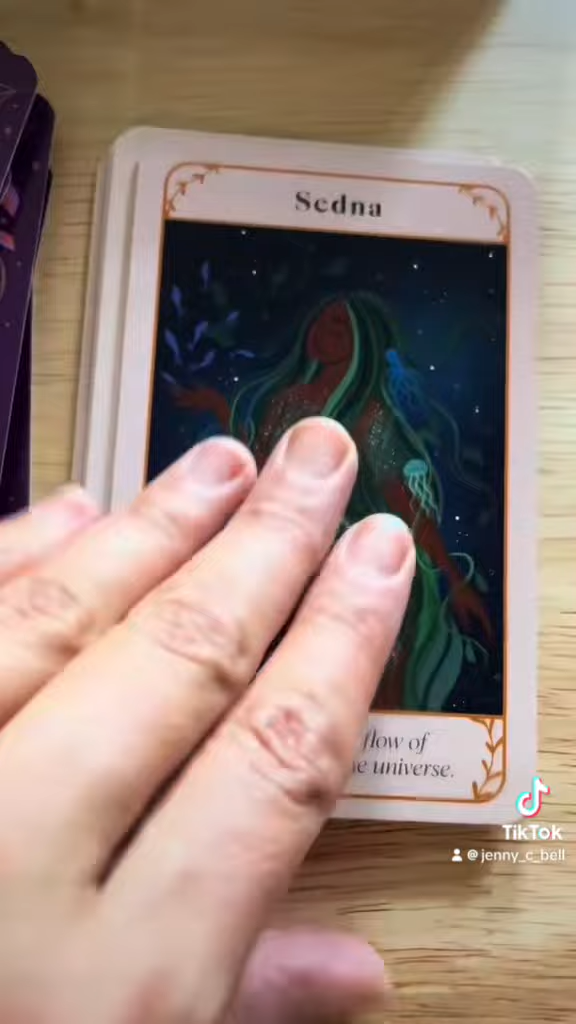 Sedna
flow of
e universe.
TikTok
@jenny_c_bell